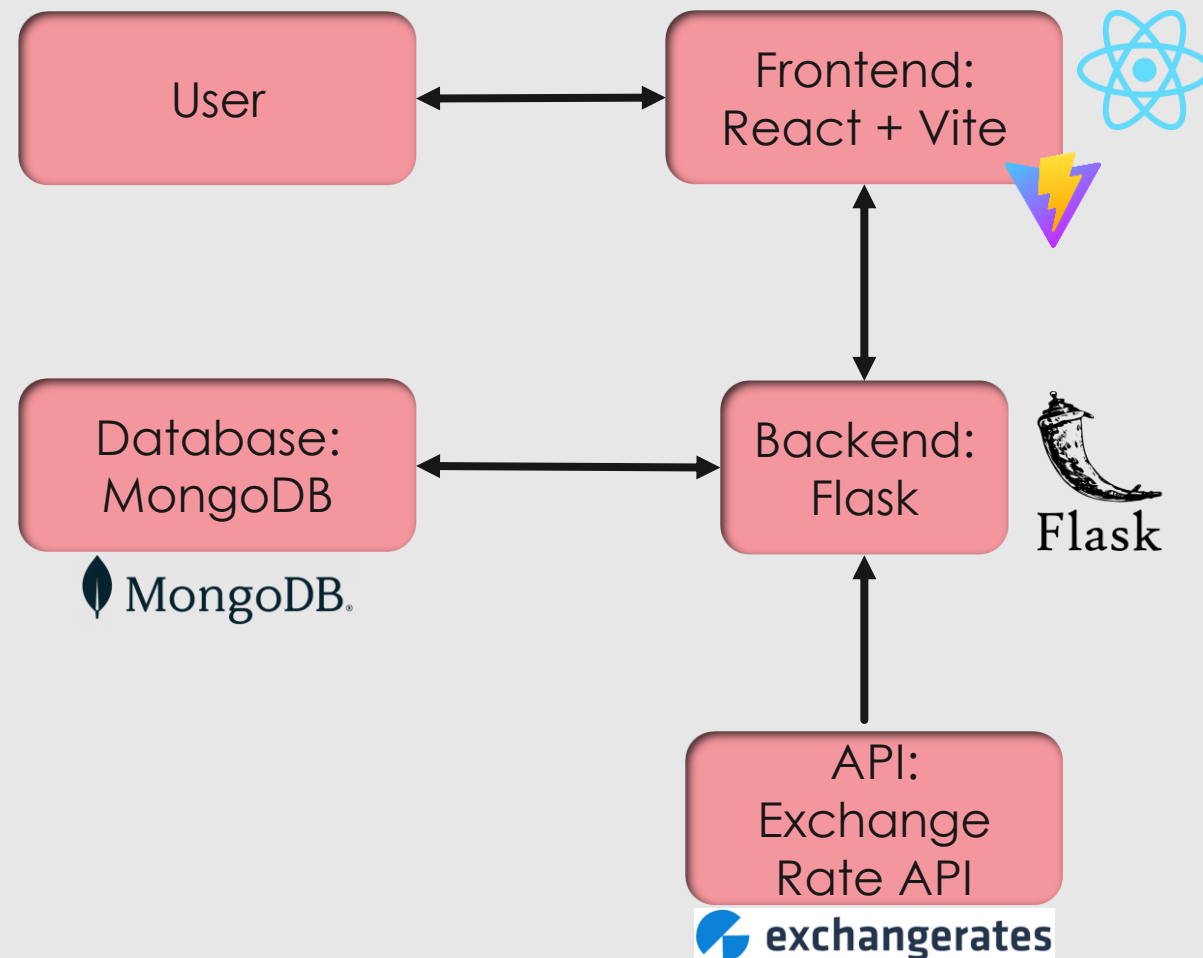 User
Frontend:
React + Vite
Database:
MongoDB
Backend:
Flask
Flask
MongoDB®
API:
Exchange
Rate API
exchangerates